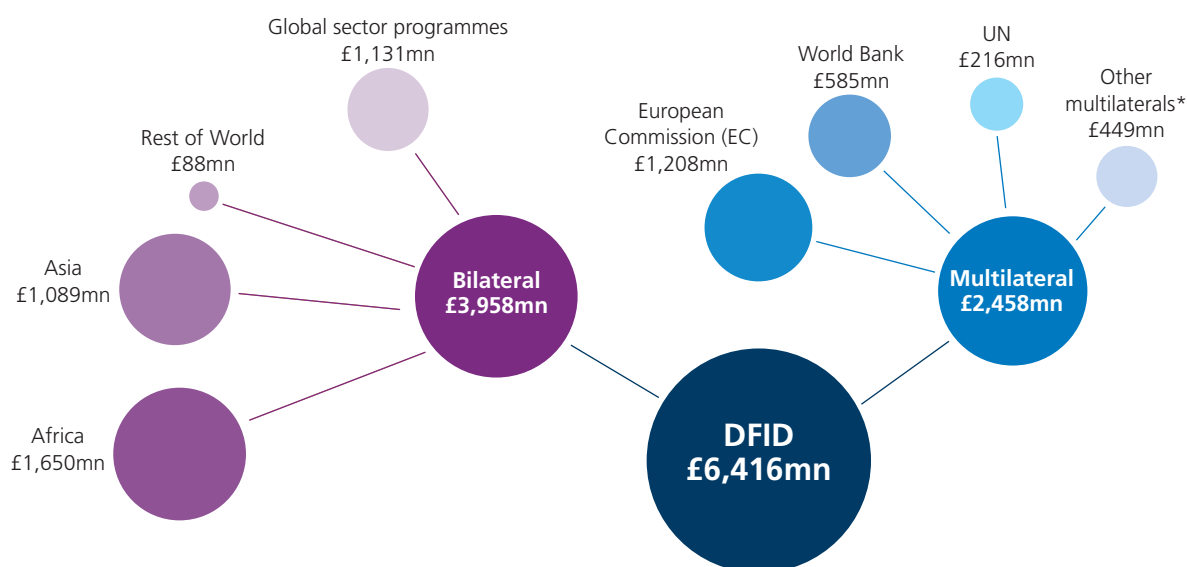 Global sector programmes
£1,131mn
Rest of World
£88mn
Asia
£1,089mn
Africa
£1,650mn
Bilateral
£3,958mn
DFID
£6,416mn
European
Commission (EC)
£1,208mn
World Bank
£585mn
UN
£216mn
Other
multilaterals*
£449mn
Multilateral
£2,458mn